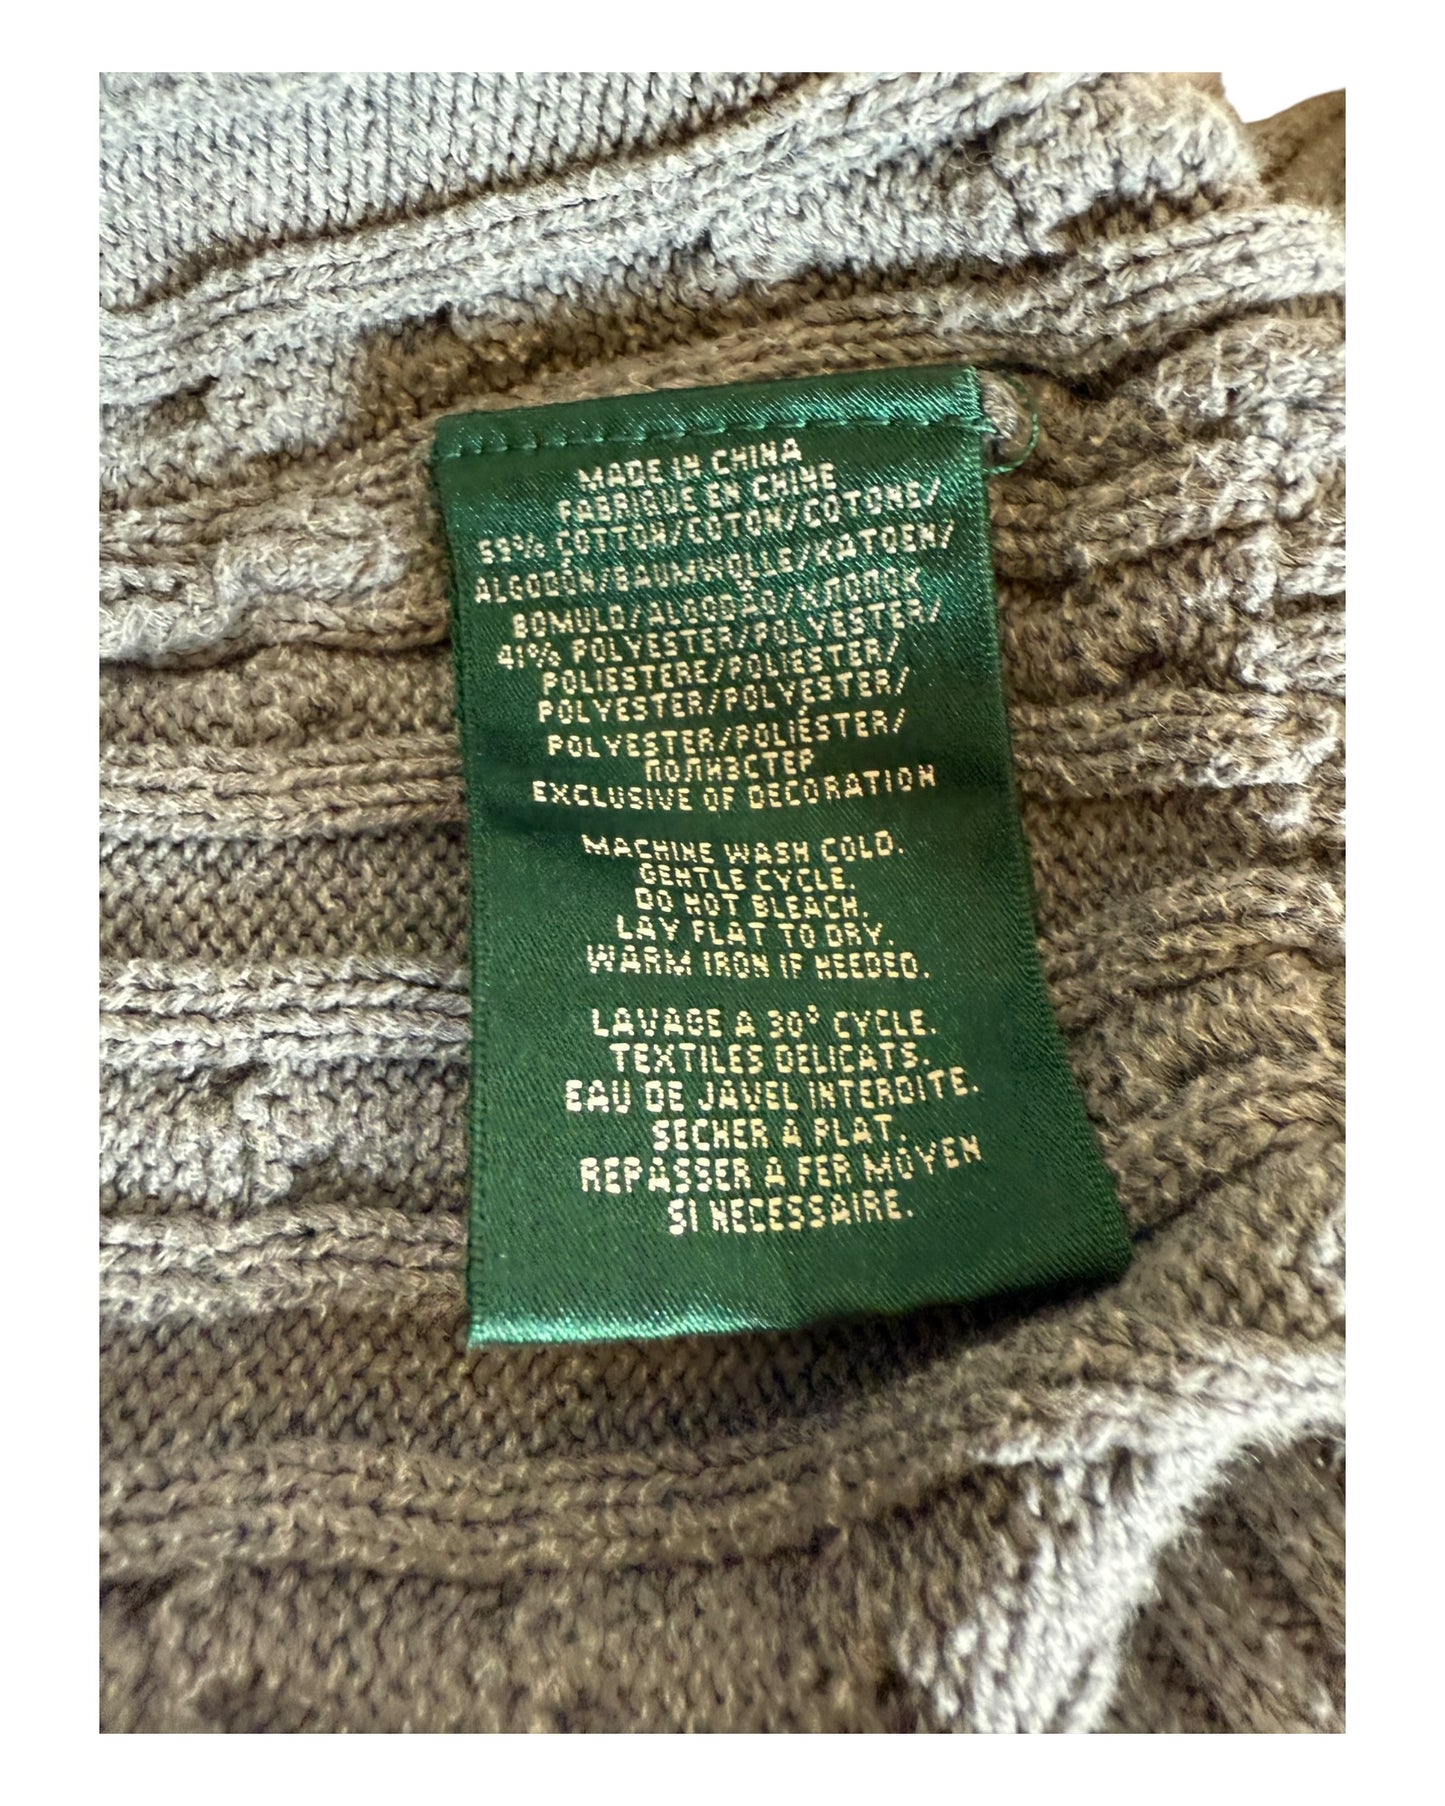 MADE IN CHINA
FABRIQUE EN CHINE
59% COTTON/COTON/COTONE/
ALGODÓN/BAUMWOLLE/KATOEN/
BOMULD/ALGODÃO/ХЛОПОК
41% POLYESTER/POLYESTER/
POLIESTERE/POLIESTER/
POLYESTER/POLYESTER/
POLYESTER/POLIÉSTER/
ПОЛИЭСТЕР
EXCLUSIVE OF DECORATION
MACHINE WASH COLD.
GENTLE CYCLE.
DO NOT BLEACH.
LAY FLAT TO DRY.
WARM IRON IF NEEDED.
LAVAGE A 30° CYCLE.
TEXTILES DELICATS.
EAU DE JAVEL INTERDITE.
SECHER A PLAT.
REPASSER A FER MOYEN
SI NECESSAIRE.